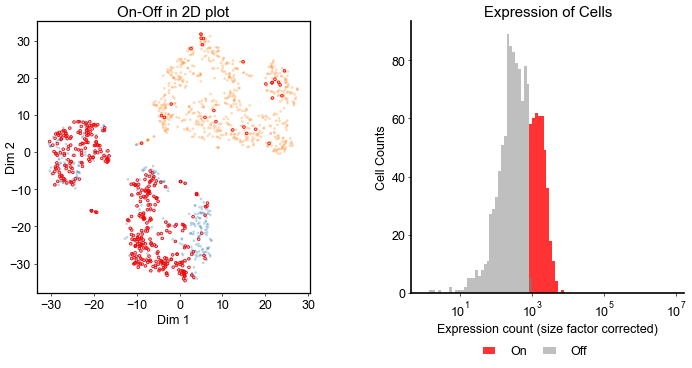 On-Off in 2D plot
Dim 2
30
20
10
0
−10
−20
−30
−30 −20 −10 0 10 20 30
Dim 1
Expression of Cells
Cell Counts
80
60
40
20
0
10^1 10^3 10^5 10^7
Expression count (size factor corrected)
On Off